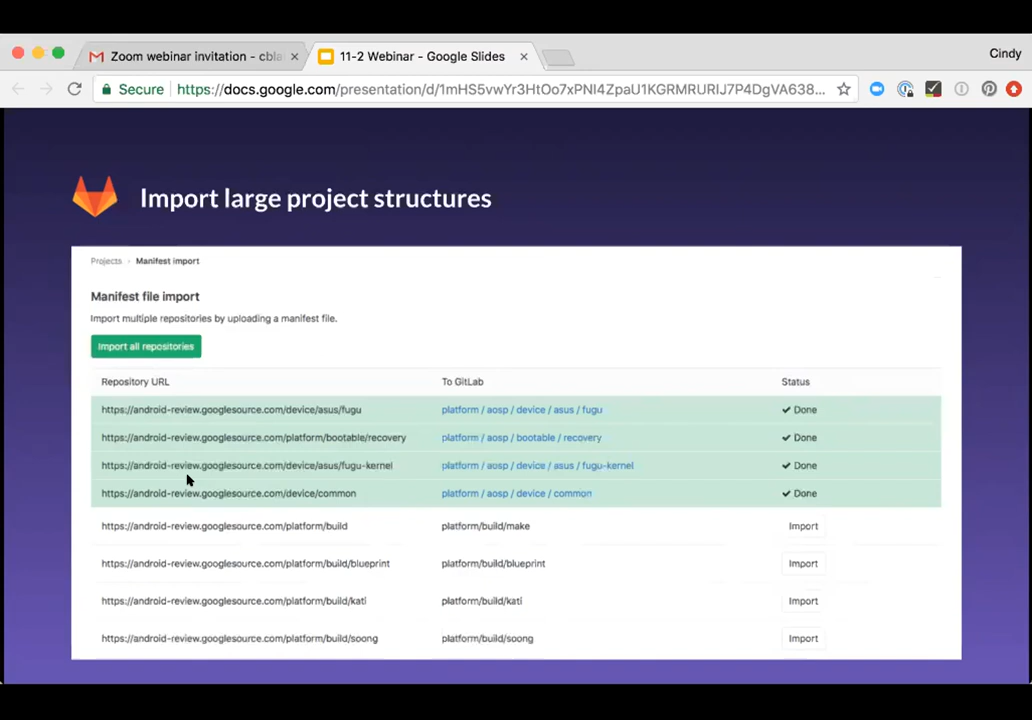 Zoom webinar invitation - cbla
11-2 Webinar - Google Slides
Cindy
Secure https://docs.google.com/presentation/d/1mHS5vwYr3HtOo7xPNI4ZpaU1KGRMRURIJ7P4DgVA638...
Import large project structures
Projects › Manifest import
Manifest file import
Import multiple repositories by uploading a manifest file.
Import all repositories
Repository URL To GitLab Status
https://android-review.googlesource.com/device/asus/fugu platform / aosp / device / asus / fugu ✔ Done
https://android-review.googlesource.com/platform/bootable/recovery platform / aosp / bootable / recovery ✔ Done
https://android-review.googlesource.com/device/asus/fugu-kernel platform / aosp / device / asus / fugu-kernel ✔ Done
https://android-review.googlesource.com/device/common platform / aosp / device / common ✔ Done
https://android-review.googlesource.com/platform/build platform/build/make Import
https://android-review.googlesource.com/platform/build/blueprint platform/build/blueprint Import
https://android-review.googlesource.com/platform/build/kati platform/build/kati Import
https://android-review.googlesource.com/platform/build/soong platform/build/soong Import